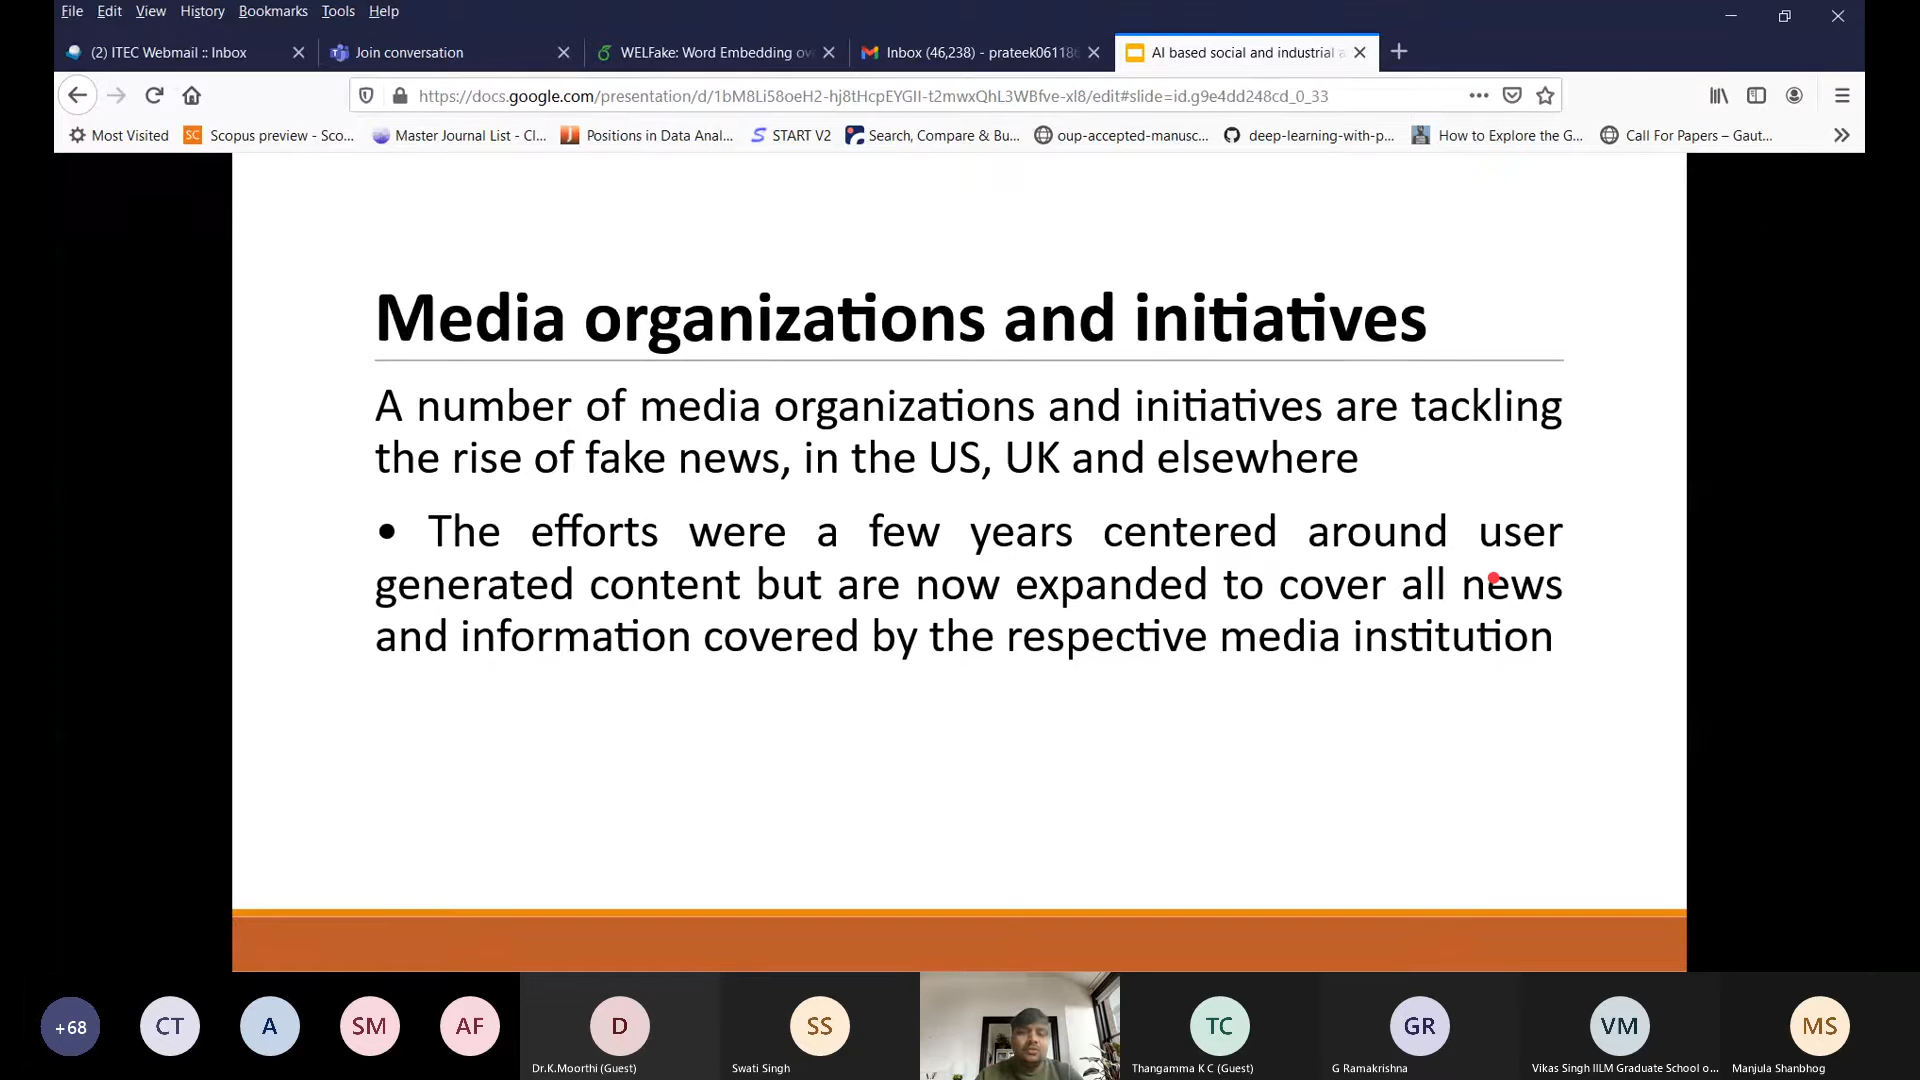 File Edit View History Bookmarks Tools Help
(2) ITEC Webmail :: Inbox
Join conversation
WELFake: Word Embedding ov
Inbox (46,238) - prateek06118
AI based social and industrial a
https://docs.google.com/presentation/d/1bM8Li58oeH2-hj8tHcpEYGII-t2mwxQhL3WBfve-xl8/edit#slide=id.g9e4dd248cd_0_33
Most Visited
SC Scopus preview - Sco...
Master Journal List - Cl...
Positions in Data Anal...
START V2
Search, Compare & Bu...
oup-accepted-manusc...
deep-learning-with-p...
How to Explore the G...
Call For Papers – Gaut...
Media organizations and initiatives
A number of media organizations and initiatives are tackling
the rise of fake news, in the US, UK and elsewhere
• The efforts were a few years centered around user
generated content but are now expanded to cover all news
and information covered by the respective media institution
+68 CT A SM AF D SS TC GR VM MS
Dr.K.Moorthi (Guest)
Swati Singh
Thangamma K C (Guest)
G Ramakrishna
Vikas Singh IILM Graduate School o...
Manjula Shanbhog